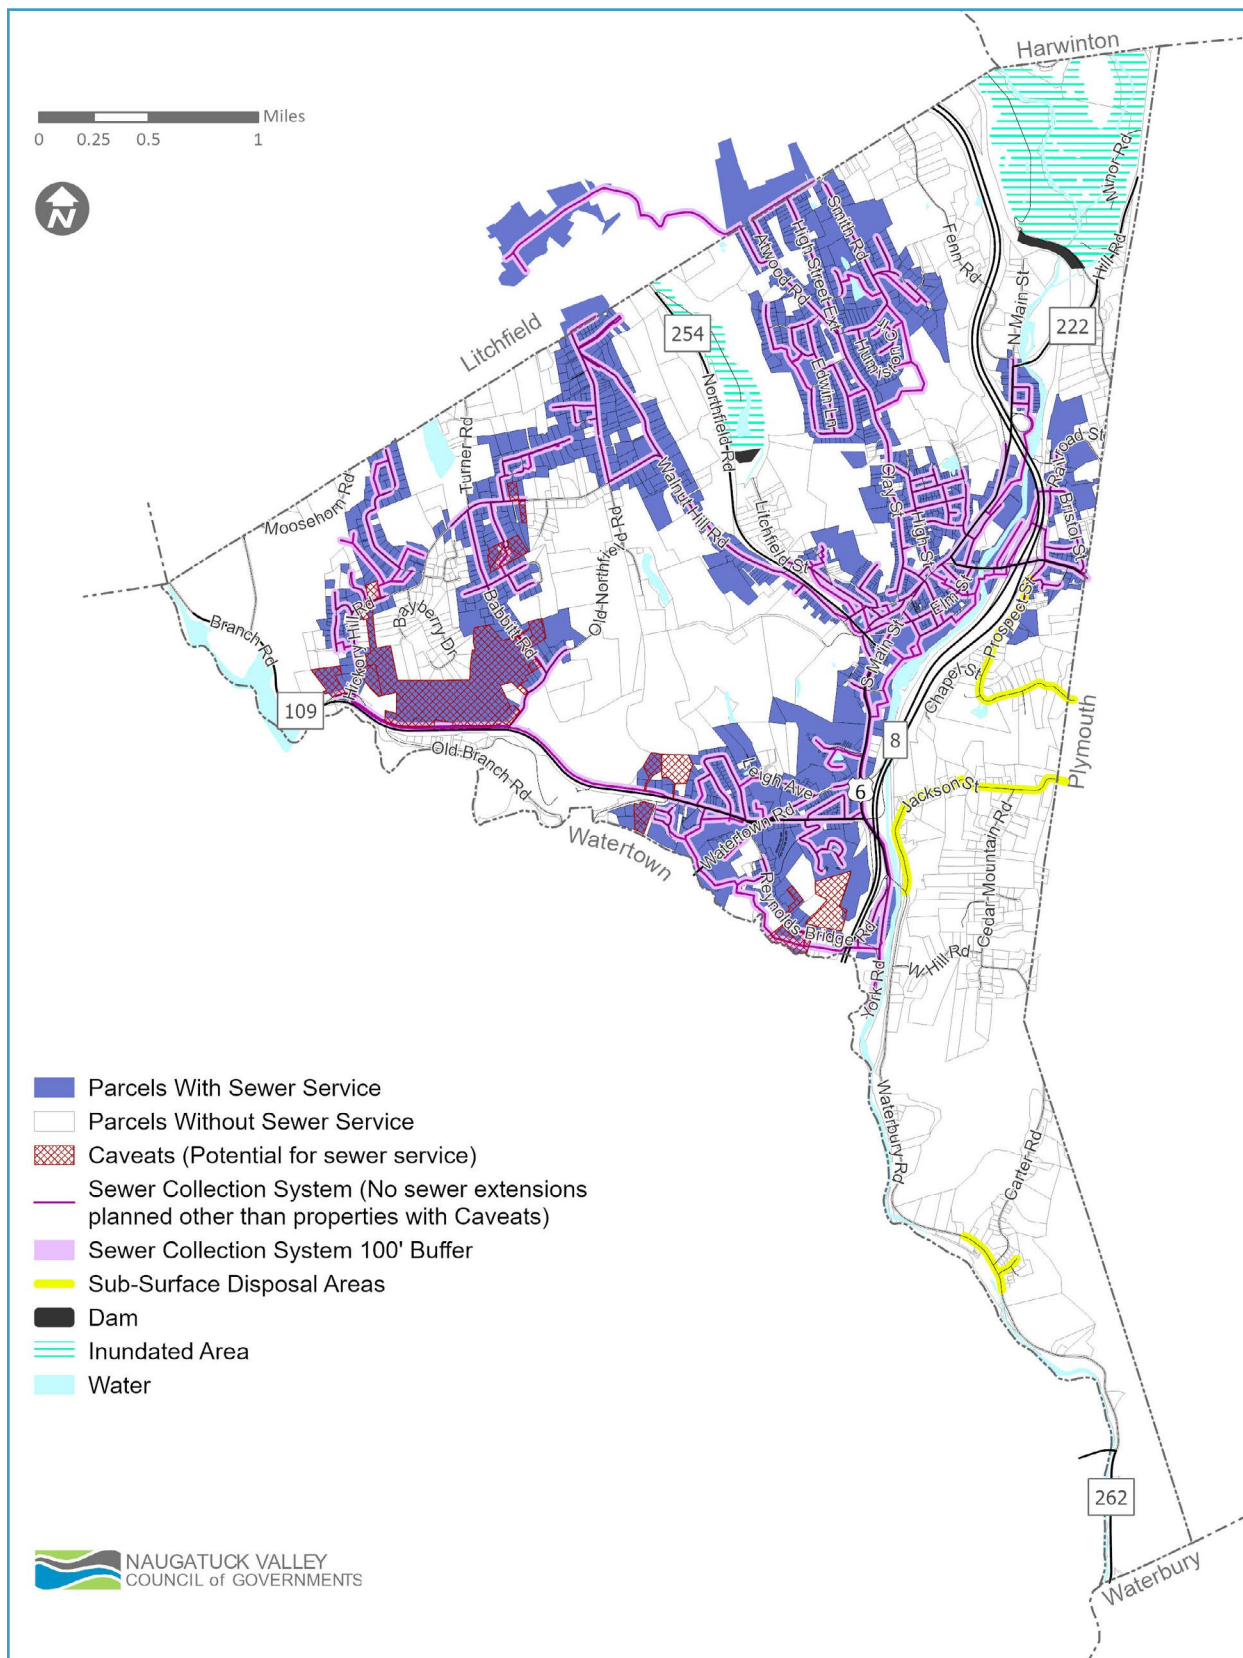 Harwinton
Miles
0 0.25 0.5 1
N
Minor Rd
Smith Rd
High Street Ext
Atwood Rd
Fenn Rd
Hill Rd
N Main St
222
254
Litchfield
Humiston Cir
Edwin Ln
Northfield Rd
Turner Rd
Railroad St
Moosehorn Rd
Walnut Hill Rd
Clay St
High St
Bristol St
Litchfield St
Old Northfield Rd
Elm St
Prospect St
Hickory Hill Rd
Bayberry Dr
Babbitt Rd
Branch Rd
S Main St
Chapel St
109
8
Plymouth
Old Branch Rd
Leigh Ave
6
Jackson St
Watertown Rd
Watertown
Cedar Mountain Rd
Reynolds Bridge Rd
W Hill Rd
York Rd
Parcels With Sewer Service
Parcels Without Sewer Service
Caveats (Potential for sewer service)
Sewer Collection System (No sewer extensions
planned other than properties with Caveats)
Sewer Collection System 100' Buffer
Sub-Surface Disposal Areas
Dam
Inundated Area
Water
Waterbury Rd
Carter Rd
262
Waterbury
NAUGATUCK VALLEY
COUNCIL of GOVERNMENTS